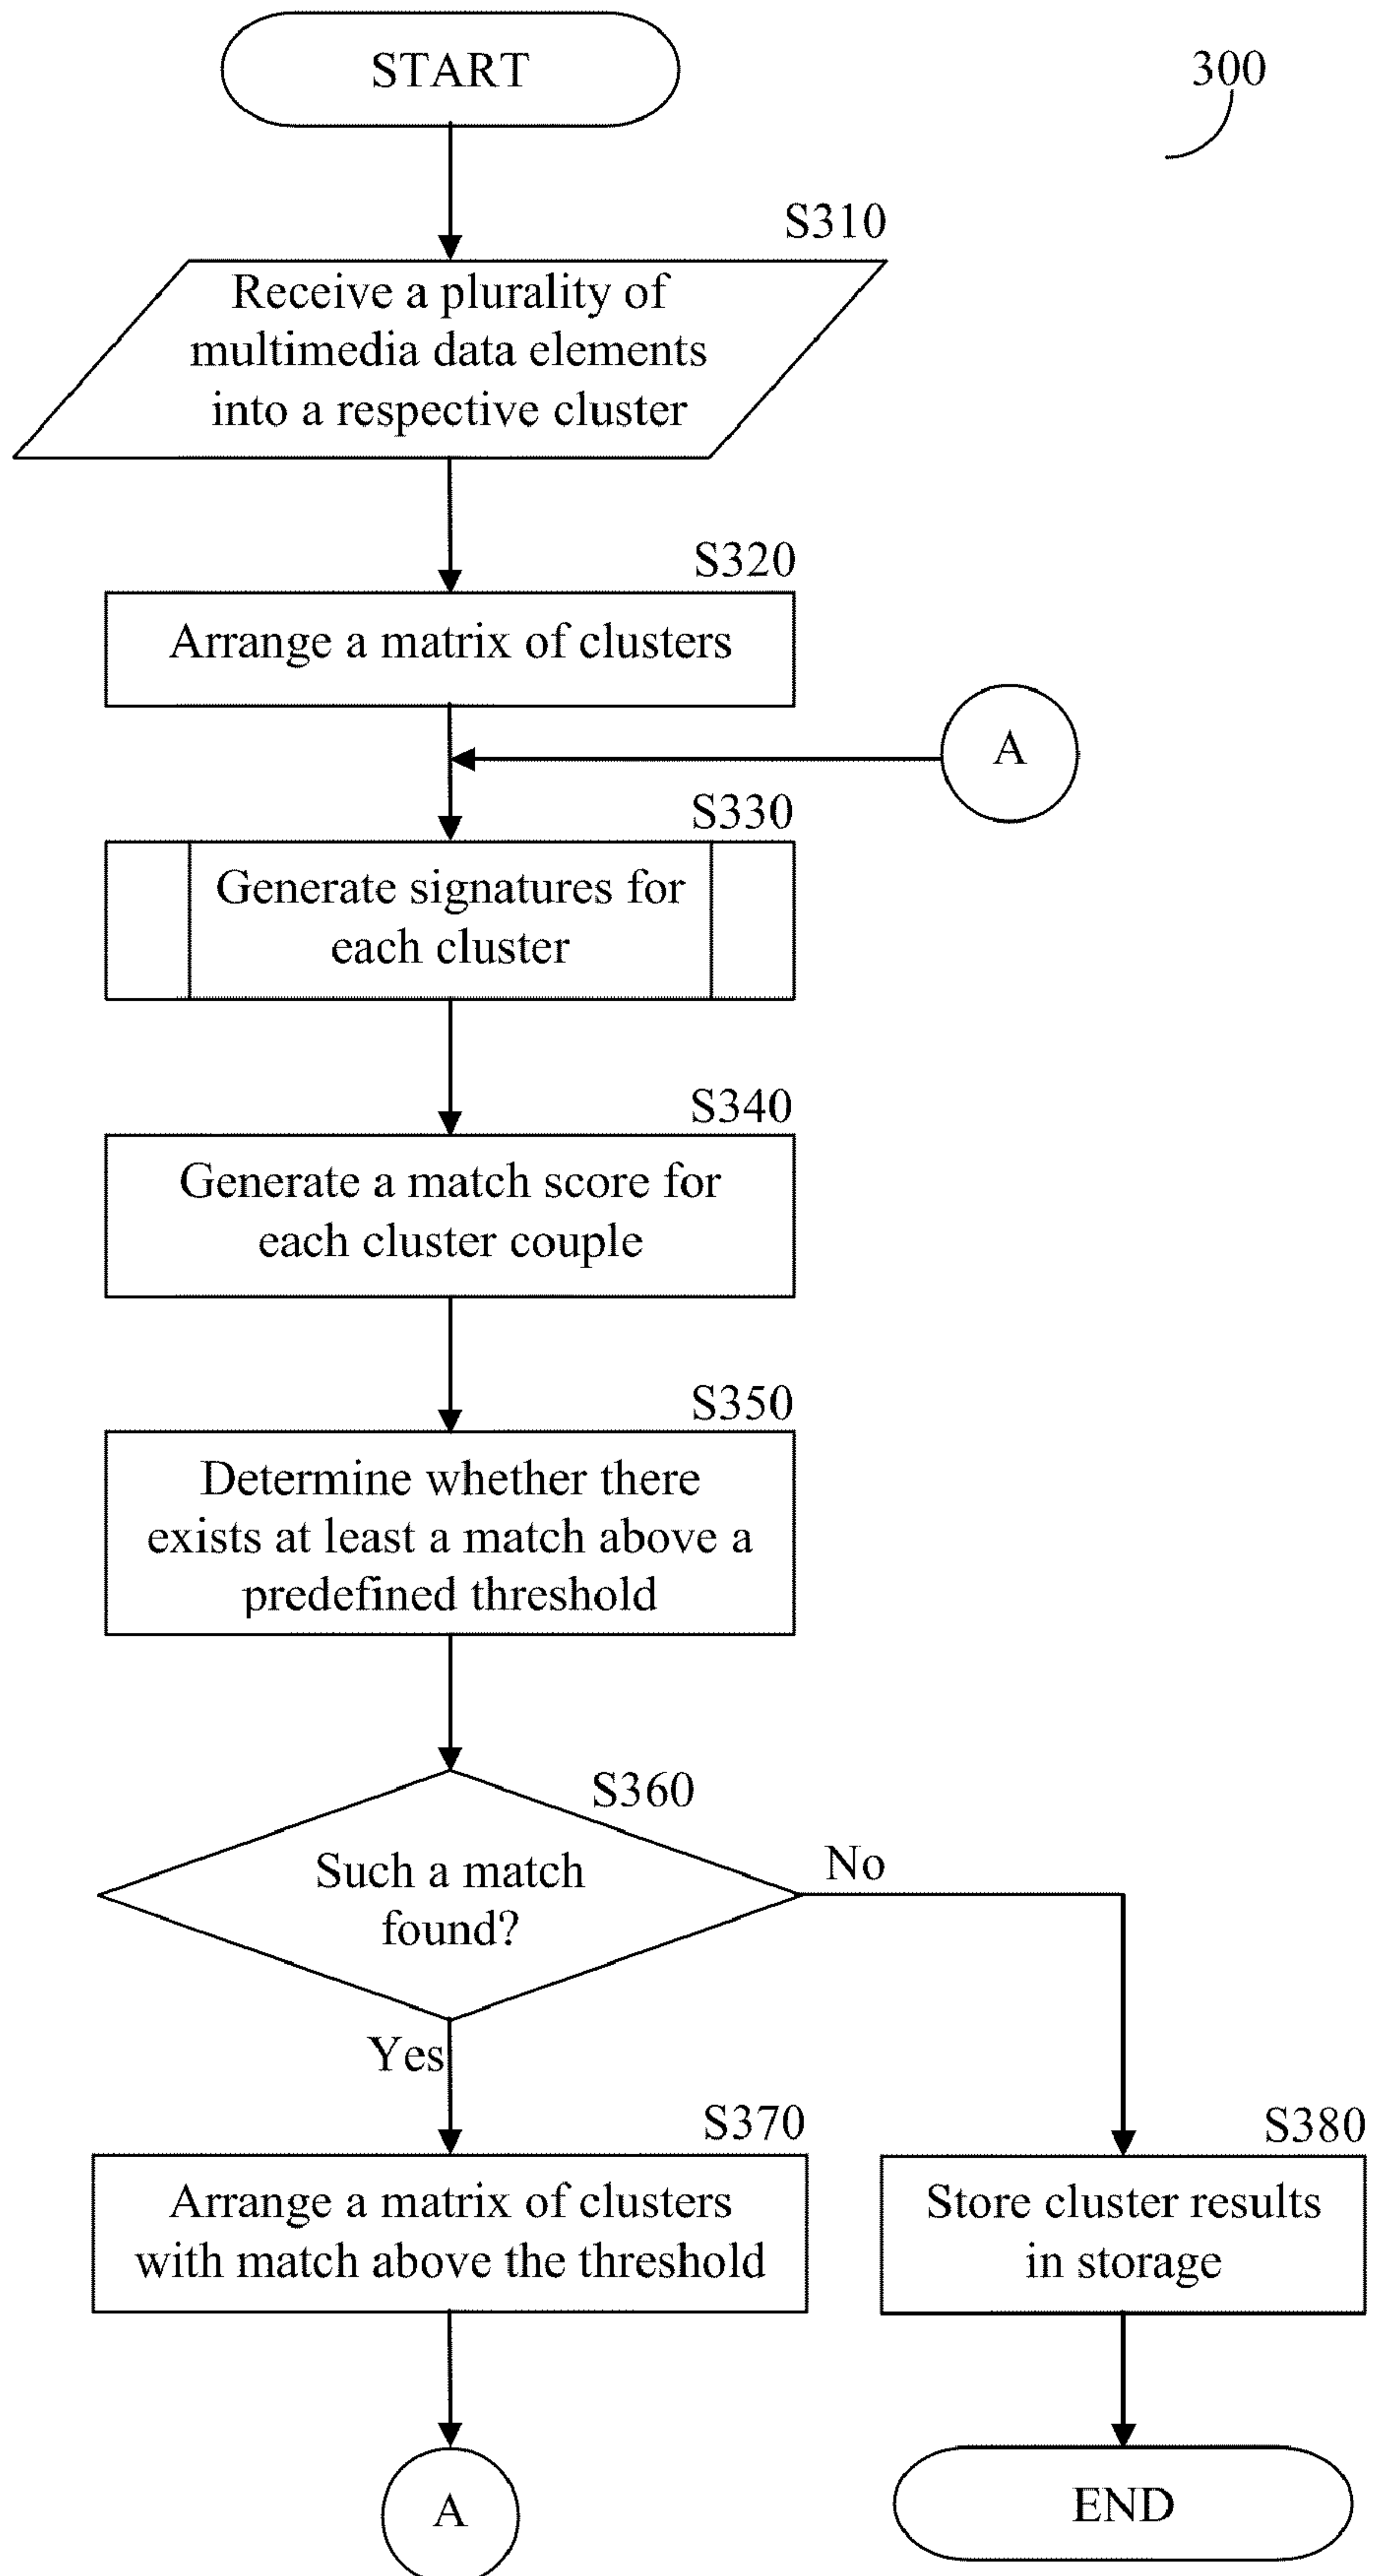 START
300
S310
Receive a plurality of
multimedia data elements
into a respective cluster
S320
Arrange a matrix of clusters
A
S330
Generate signatures for
each cluster
S340
Generate a match score for
each cluster couple
S350
Determine whether there
exists at least a match above a
predefined threshold
S360
Such a match
found?
No
Yes
S370
Arrange a matrix of clusters
with match above the threshold
S380
Store cluster results
in storage
A
END